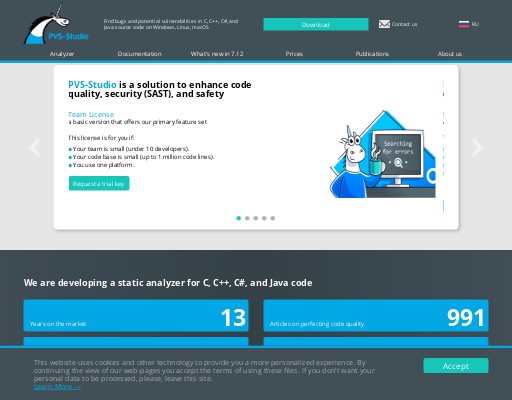 PVS-Studio
Find bugs and potential vulnerabilities in C, C++, C#, and
Java source code on Windows, Linux, macOS
Download
Contact us
RU
Analyzer
Documentation
What's new in 7.12
Prices
Publications
About us
PVS-Studio is a solution to enhance code
quality, security (SAST), and safety
Team License
a basic version that offers our primary feature set.
This license is for you if:
Your team is small (under 10 developers).
Your code base is small (up to 1 million code lines).
You use one platform.
Request a trial key
Searching
for errors
We are developing a static analyzer for C, C++, C#, and Java code
Years on the market
13
Articles on perfecting code quality
991
This website uses cookies and other technology to provide you a more personalized experience. By
continuing the view of our web-pages you accept the terms of using these files. If you don't want your
personal data to be processed, please, leave this site.
Learn More →
Accept